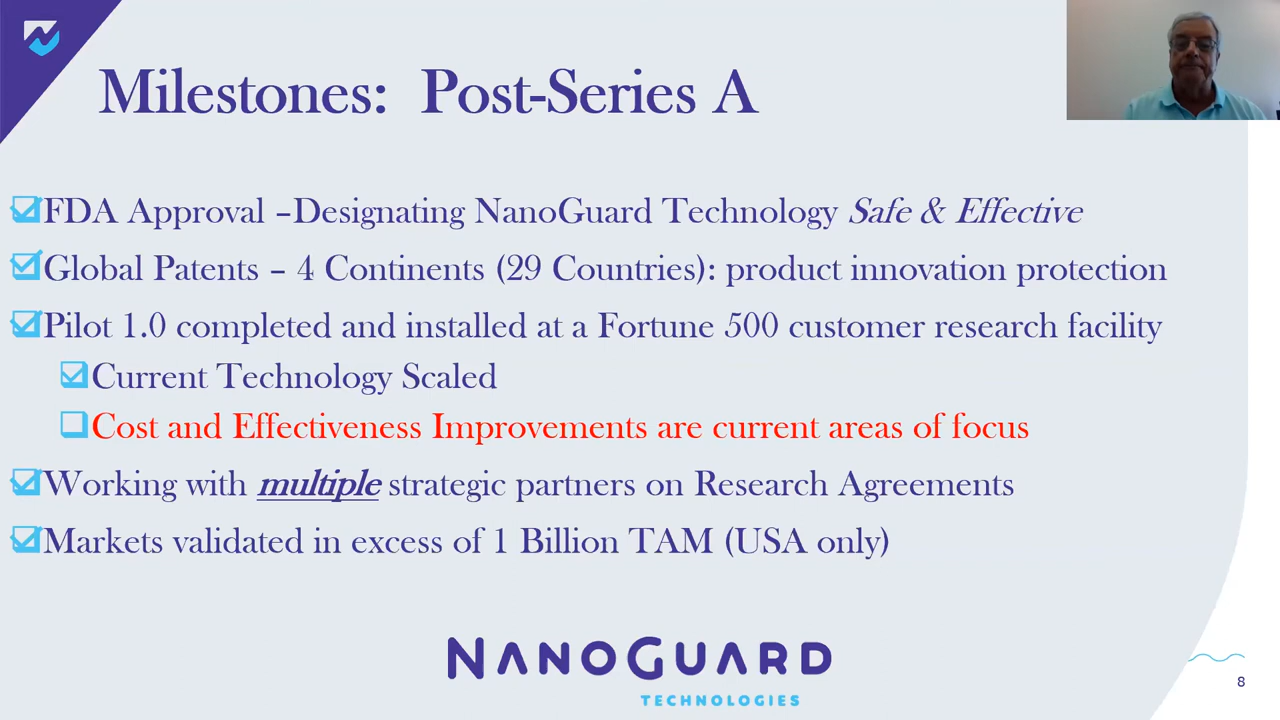 Milestones: Post-Series A
FDA Approval –Designating NanoGuard Technology Safe & Effective
Global Patents – 4 Continents (29 Countries): product innovation protection
Pilot 1.0 completed and installed at a Fortune 500 customer research facility
Current Technology Scaled
Cost and Effectiveness Improvements are current areas of focus
Working with multiple strategic partners on Research Agreements
Markets validated in excess of 1 Billion TAM (USA only)
NANOGUARD
TECHNOLOGIES
8